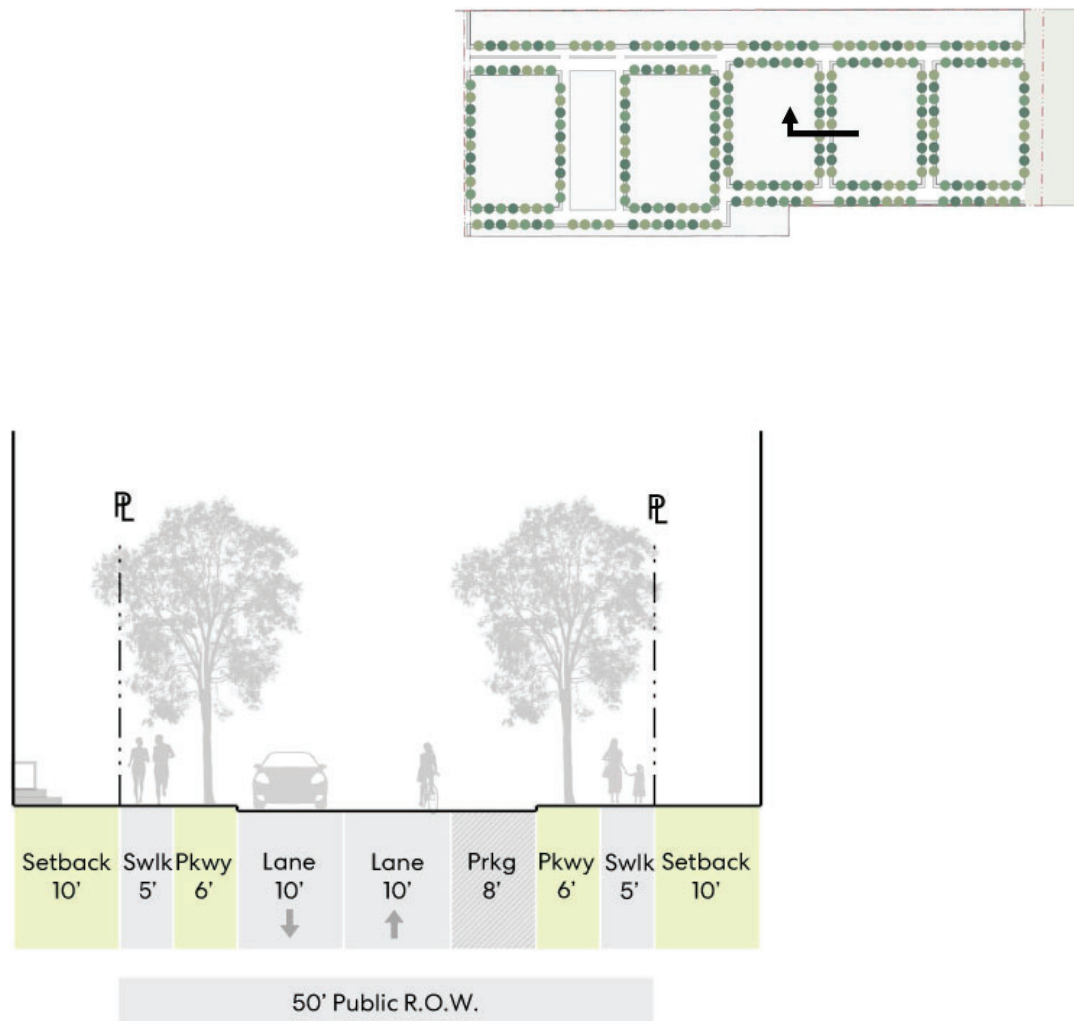 PL
PL
Setback
10’
Swlk
5’
Pkwy
6’
Lane
10’
Lane
10’
Prkg
8’
Pkwy
6’
Swlk
5’
Setback
10’
50’ Public R.O.W.